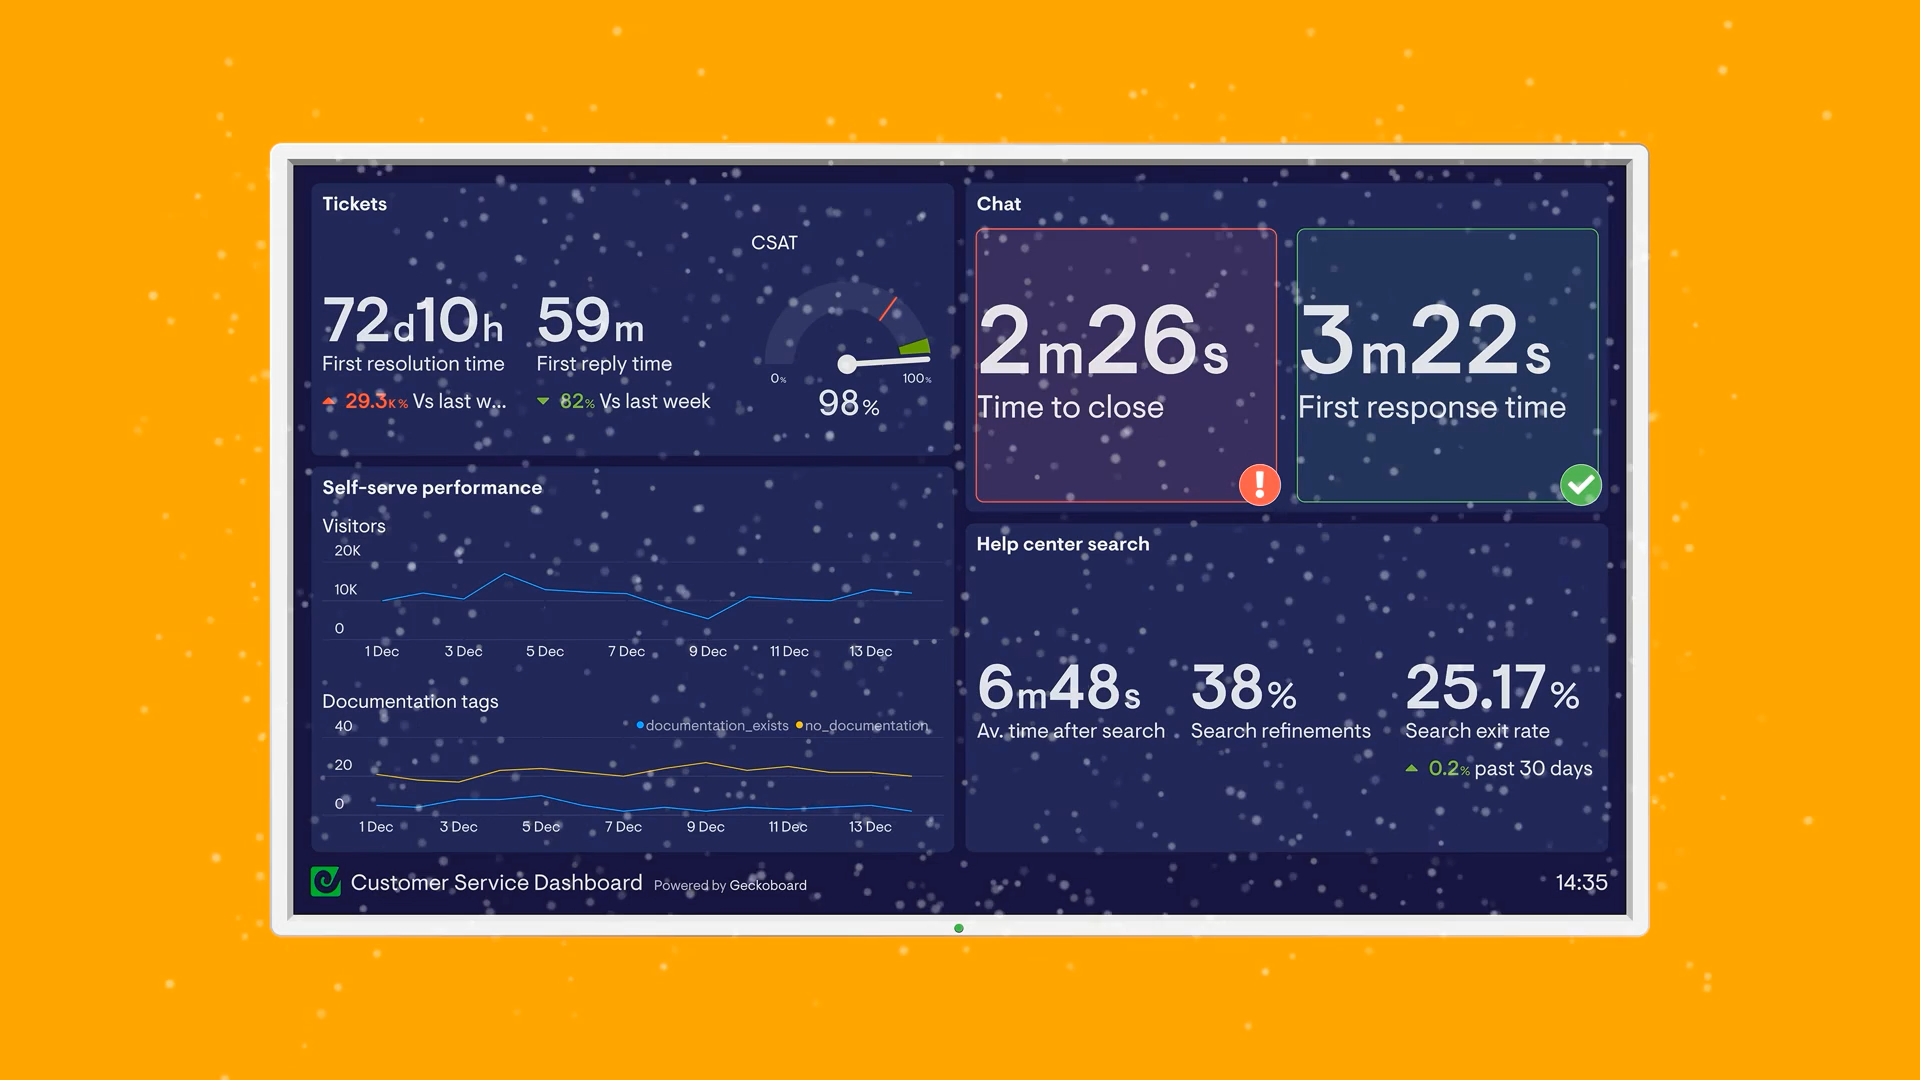 Tickets
CSAT
72d10h
First resolution time
29.3K% Vs last w...
59m
First reply time
82% Vs last week
0%
100%
98%
Chat
2m26s
Time to close
3m22s
First response time
Self-serve performance
Visitors
20K
10K
0
1 Dec 3 Dec 5 Dec 7 Dec 9 Dec 11 Dec 13 Dec
Documentation tags
documentation_exists no_documentation
40
20
0
1 Dec 3 Dec 5 Dec 7 Dec 9 Dec 11 Dec 13 Dec
Help center search
6m48s
Av. time after search
38%
Search refinements
25.17%
Search exit rate
0.2% past 30 days
Customer Service Dashboard Powered by Geckoboard
14:35